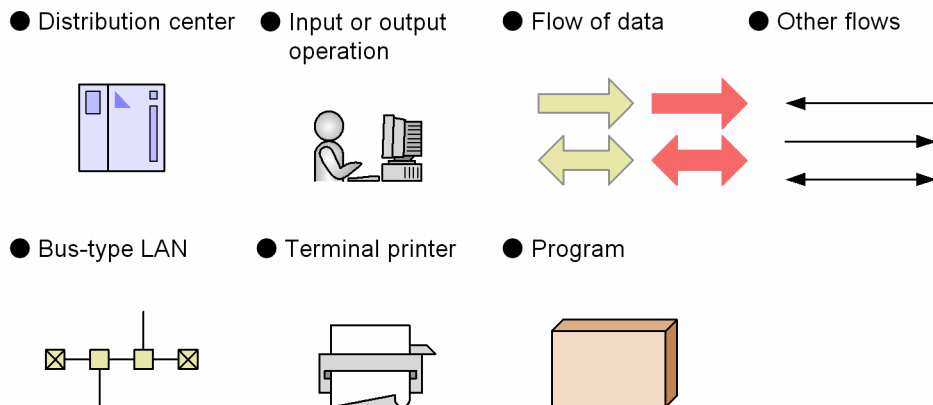 ● Distribution center
● Input or output
operation
● Flow of data
● Other flows
● Bus-type LAN
● Terminal printer
● Program